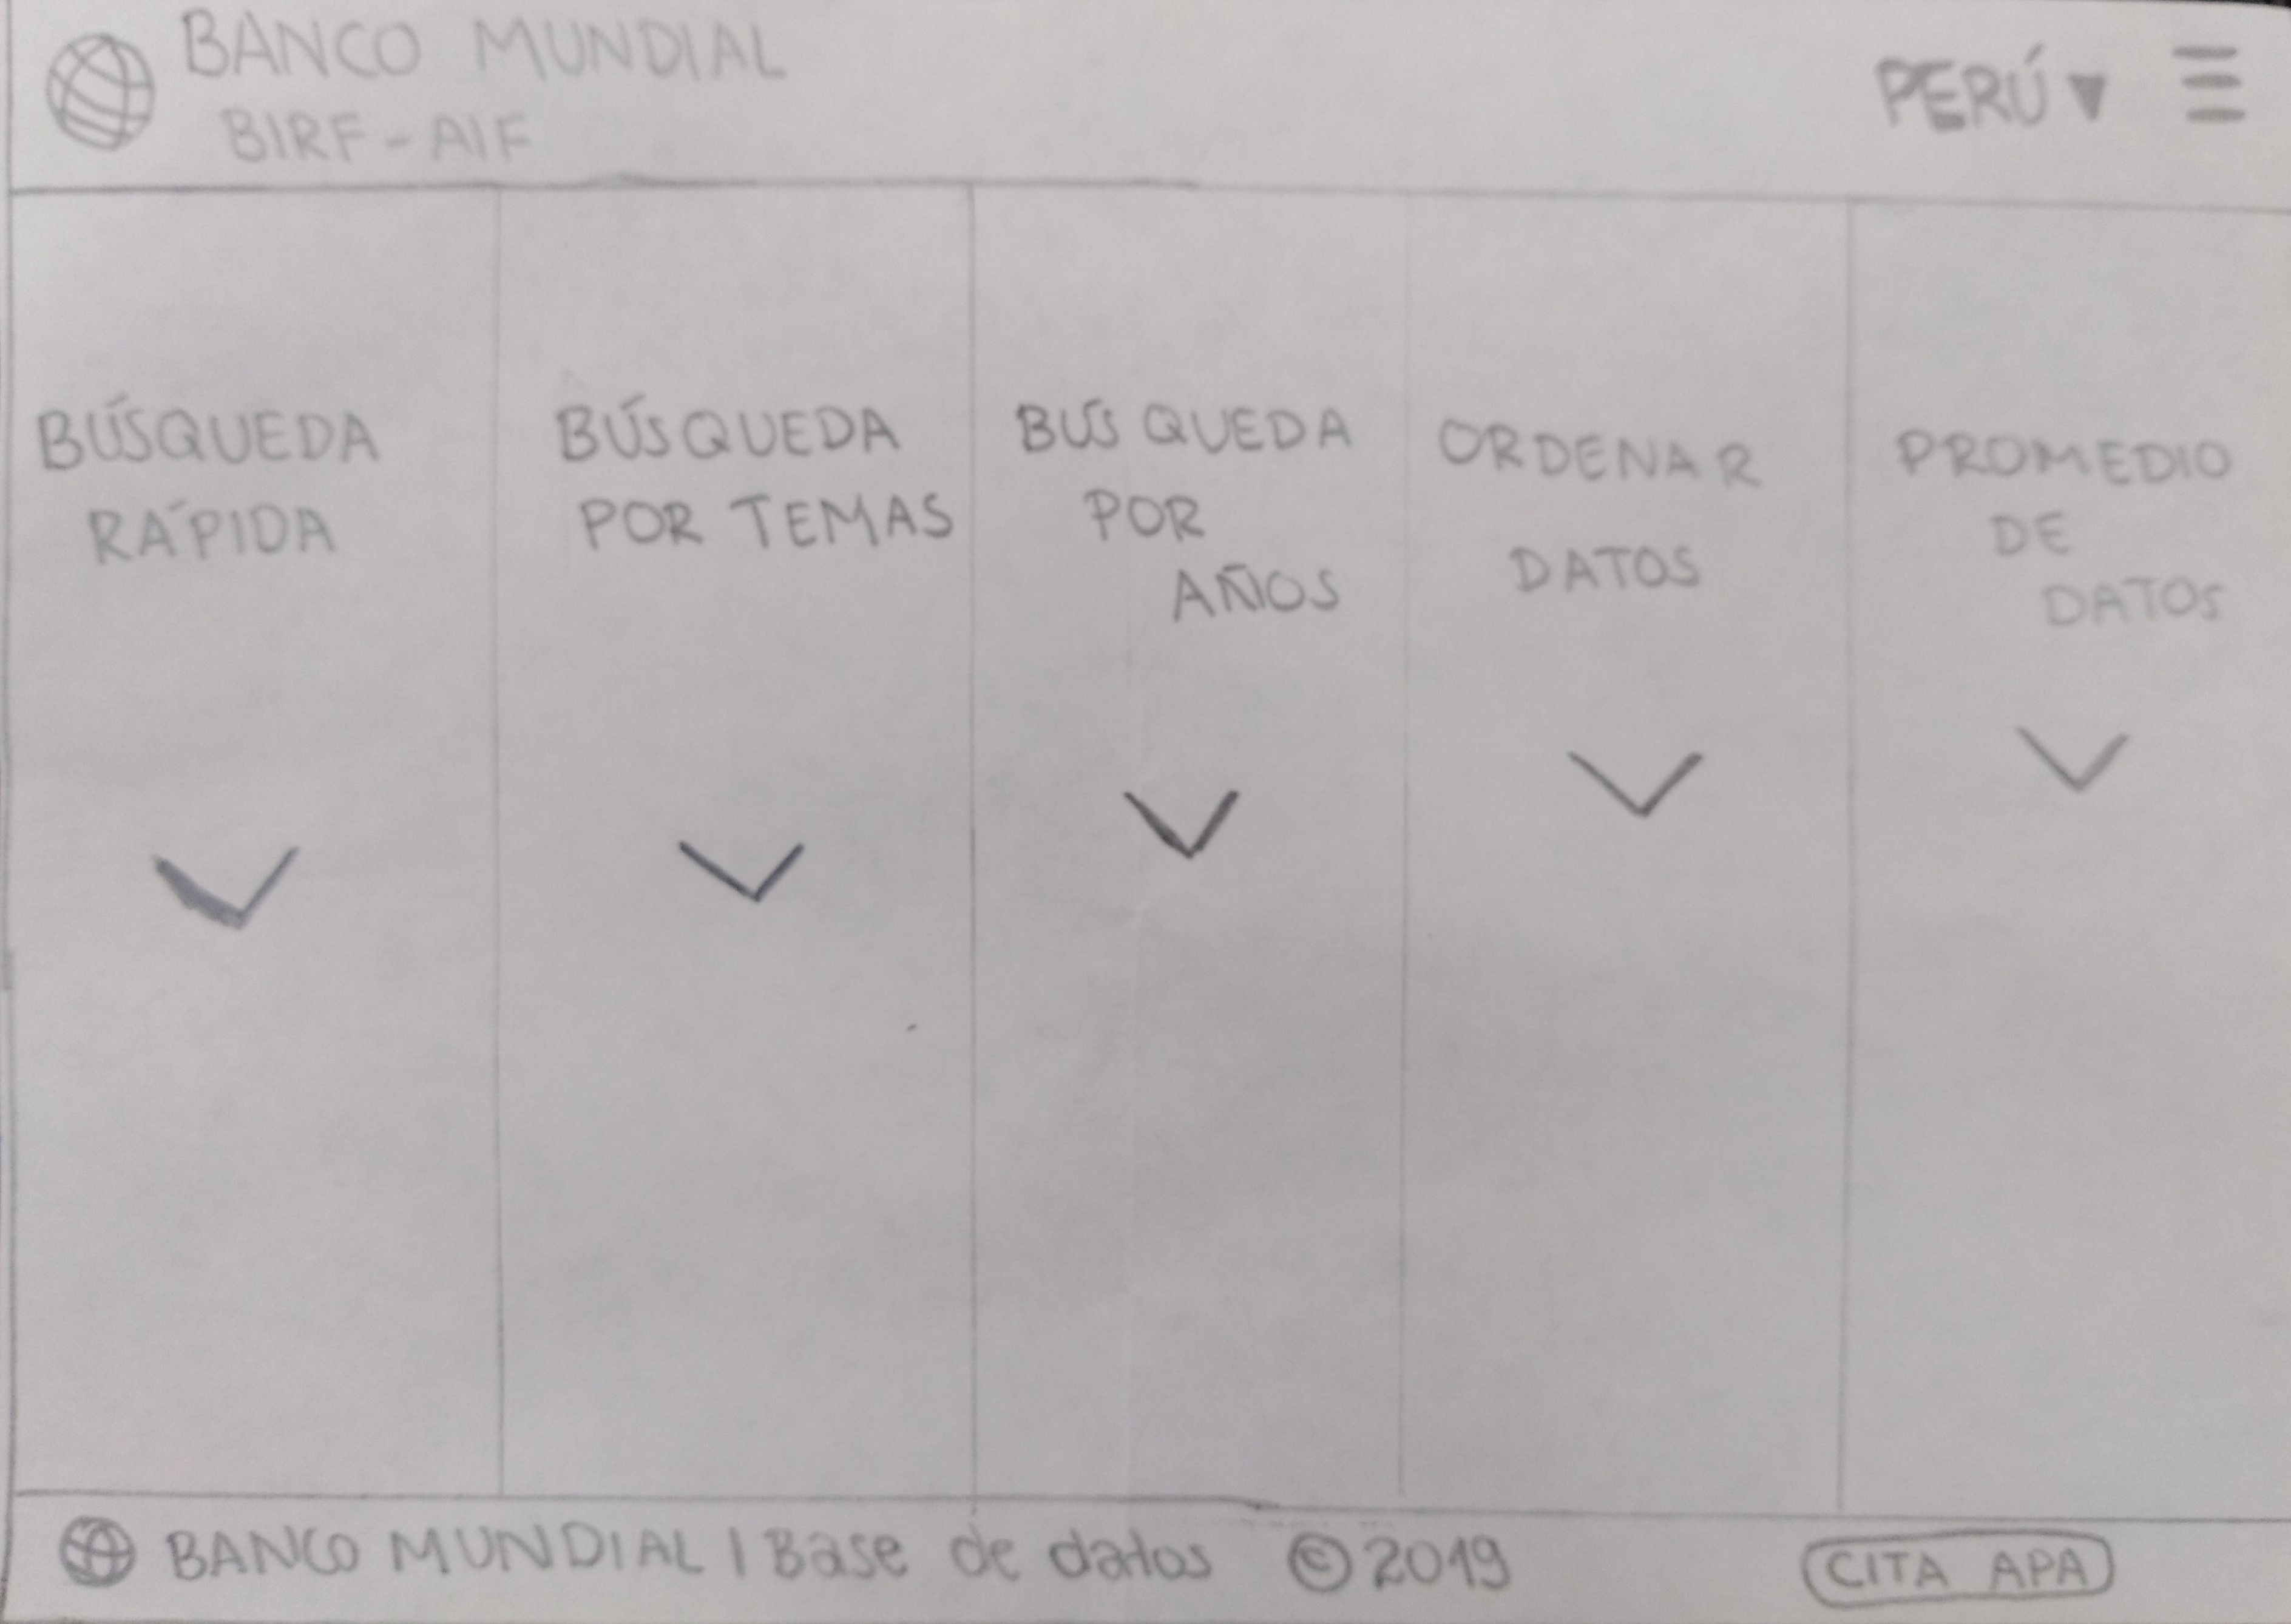 BANCO MUNDIAL
BIRF-AIF
PERÚ
BÚSQUEDA
RÁPIDA
BÚSQUEDA
POR TEMAS
BÚSQUEDA
POR
AÑOS
ORDENAR
DATOS
PROMEDIO
DE
DATOS
BANCO MUNDIAL | Base de datos © 2019
CITA APA